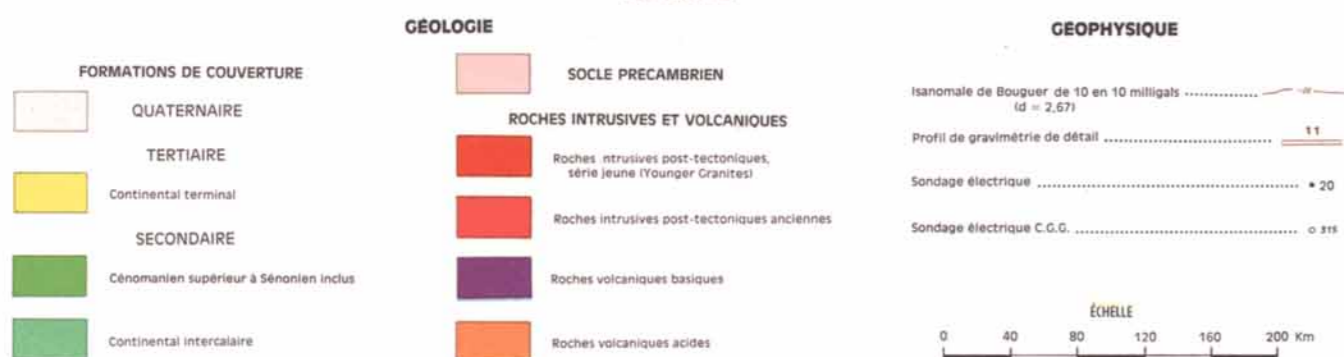 GÉOLOGIE
FORMATIONS DE COUVERTURE
QUATERNAIRE
TERTIAIRE
Continental terminal
SECONDAIRE
Cénomanien supérieur à Sénonien inclus
Continental intercalaire
SOCLE PRÉCAMBRIEN
ROCHES INTRUSIVES ET VOLCANIQUES
Roches ntrusives post-tectoniques,
série jeune (Younger Granites)
Roches intrusives post-tectoniques anciennes
Roches volcaniques basiques
Roches volcaniques acides
GÉOPHYSIQUE
Isanomale de Bouguer de 10 en 10 milligals
(d = 2,67)
Profil de gravimétrie de détail 11
Sondage électrique 20
Sondage électrique C.G.G. 315
ÉCHELLE
0 40 80 120 160 200 Km